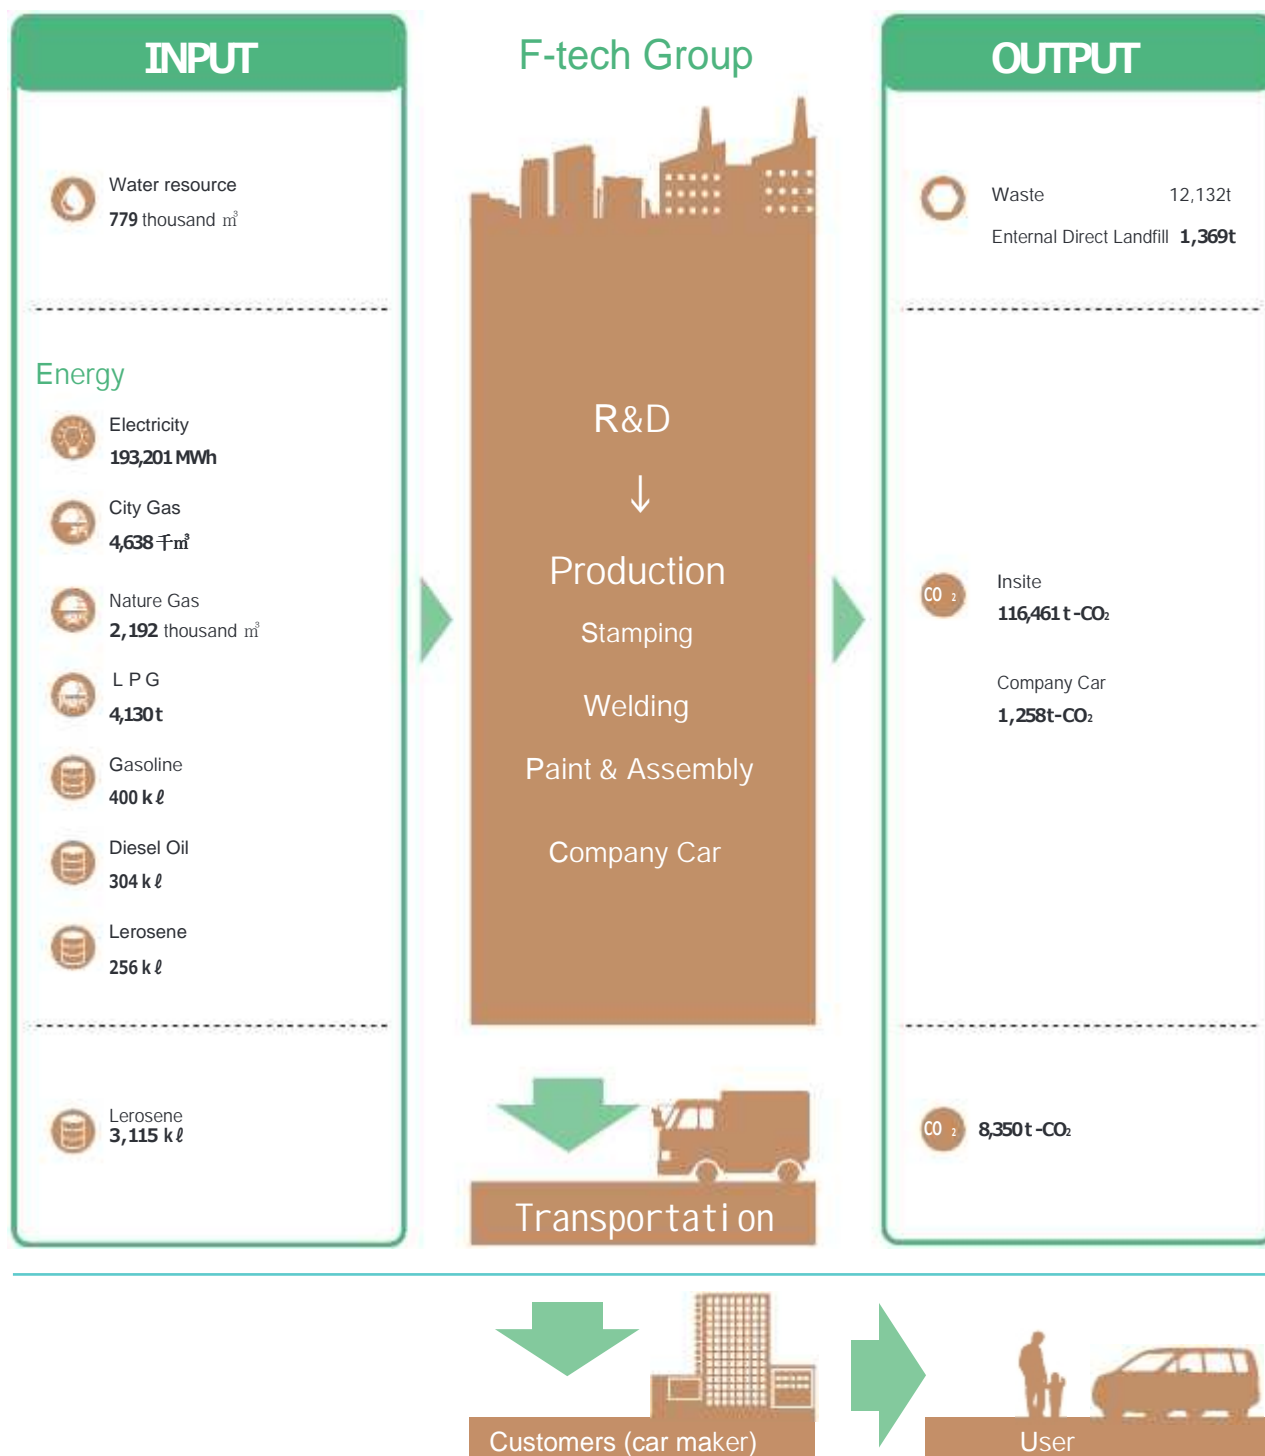 INPUT
Water resource
779 thousand ㎥
Energy
Electricity
193,201 MWh
City Gas
4,638 千㎥
Nature Gas
2,192 thousand ㎥
LPG
4,130 t
Gasoline
400 kℓ
Diesel Oil
304 kℓ
Lerosene
256 kℓ
Lerosene
3,115 kℓ
F-tech Group
R&D
↓
Production
Stamping
Welding
Paint & Assembly
Company Car
Transportation
OUTPUT
Waste 12,132t
Enternal Direct Landfill 1,369t
CO₂
Insite
116,461 t-CO₂
Company Car
1,258t-CO₂
CO₂ 8,350 t-CO₂
Customers (car maker)
User